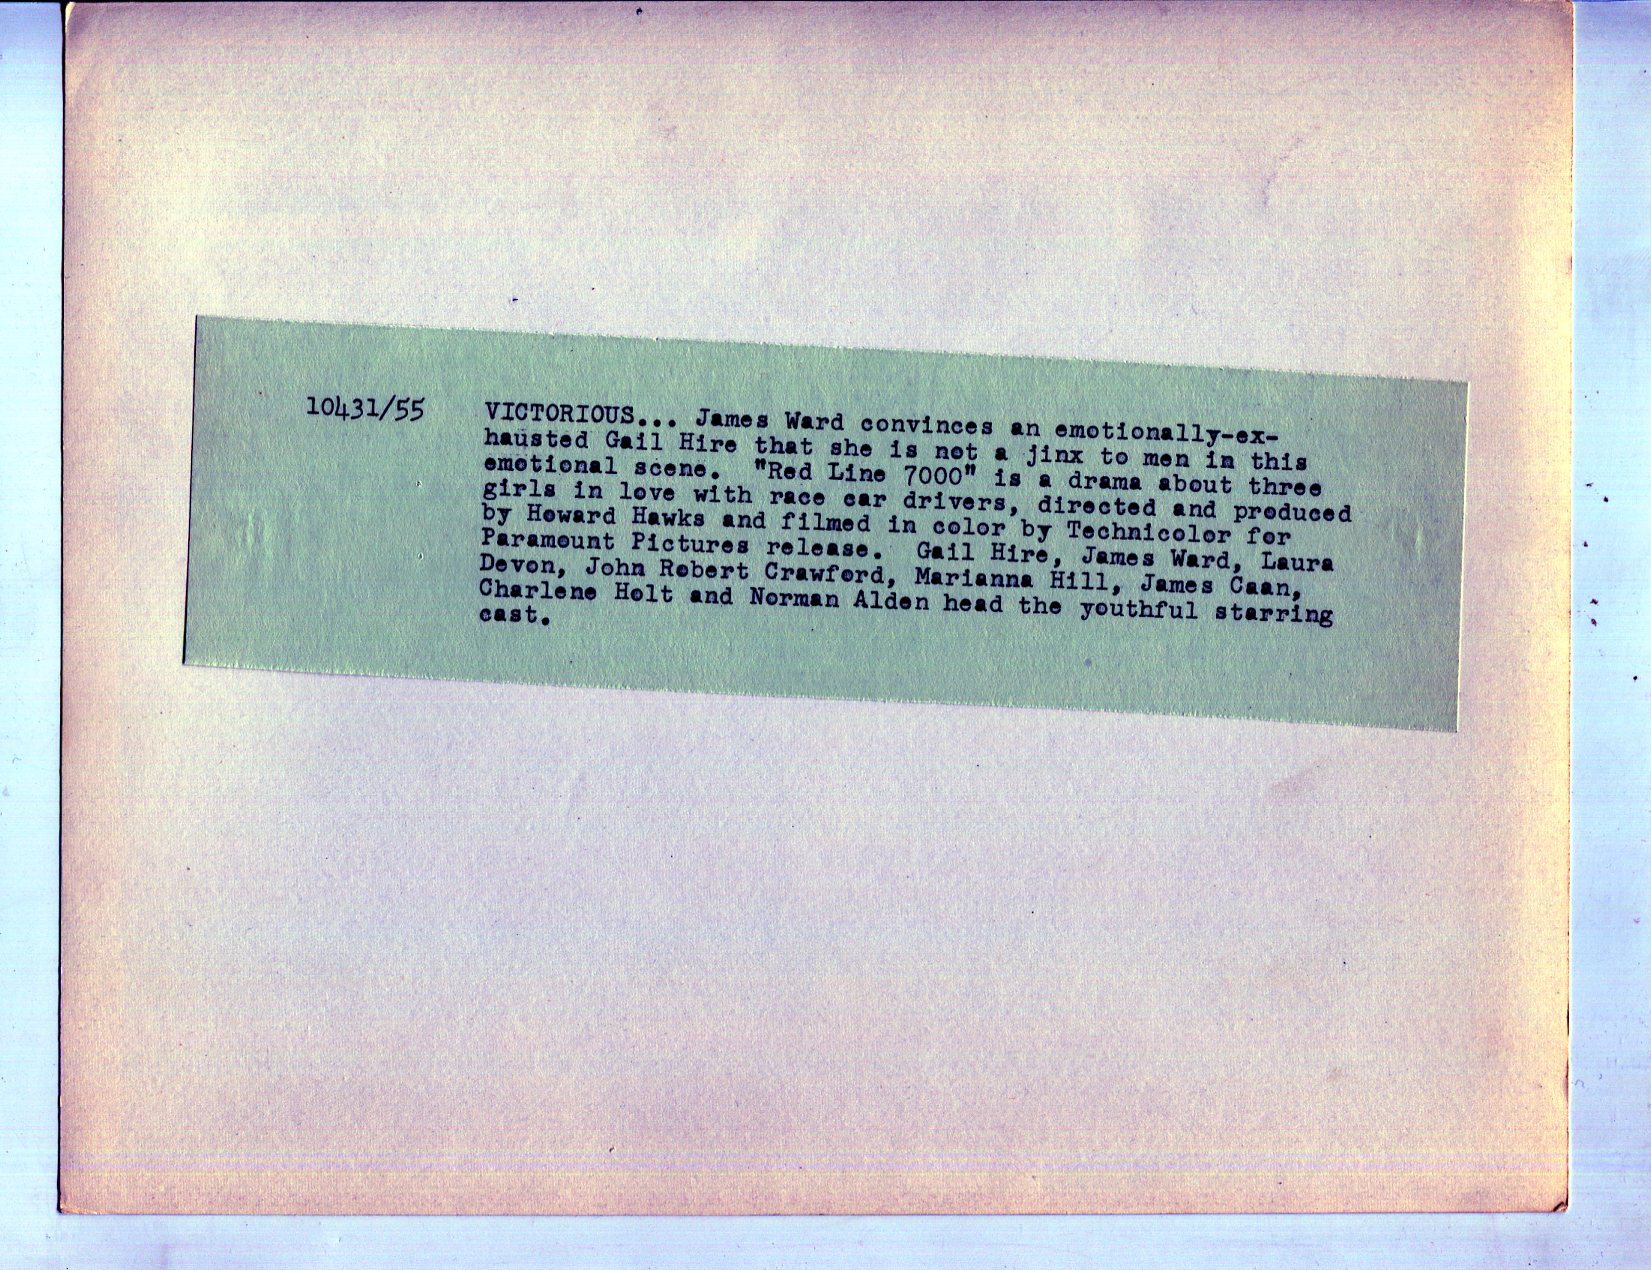 10431/55 VICTORIOUS... James Ward convinces an emotionally-ex-
hausted Gail Hire that she is not a jinx to men in this
emotional scene. "Red Line 7000" is a drama about three
girls in love with race car drivers, directed and produced
by Howard Hawks and filmed in color by Technicolor for
Paramount Pictures release. Gail Hire, James Ward, Laura
Devon, John Robert Crawford, Marianna Hill, James Caan,
Charlene Holt and Norman Alden head the youthful starring
cast.